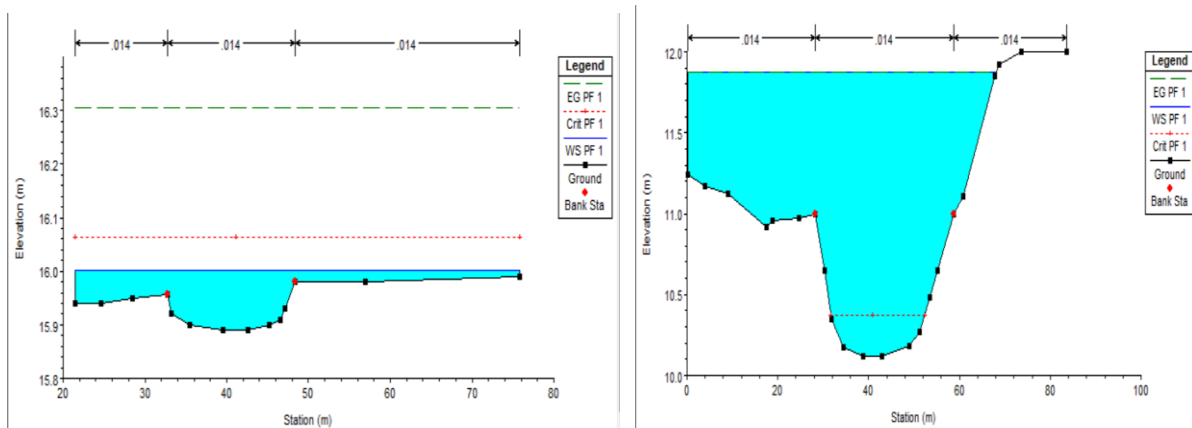 .014 .014 .014
Legend
EG PF 1
Crit PF 1
WS PF 1
Ground
Bank Sta
16.3
16.2
16.1
16.0
15.9
15.8
Elevation (m)
20 30 40 50 60 70 80
Station (m)
.014 .014 .014
Legend
EG PF 1
WS PF 1
Crit PF 1
Ground
Bank Sta
12.0
11.5
11.0
10.5
10.0
Elevation (m)
0 20 40 60 80 100
Station (m)